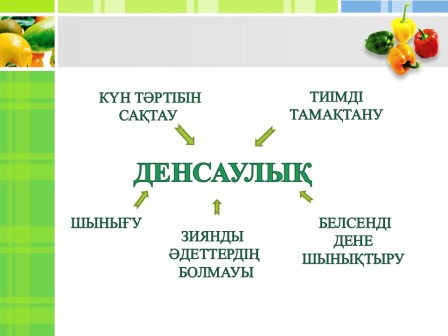 КҮН ТӘРТІБІН
САҚТАУ
ТИІМДІ
ТАМАҚТАНУ
ДЕНСАУЛЫҚ
ШЫНЫҒУ
ЗИЯНДЫ
ӘДЕТТЕРДІҢ
БОЛМАУЫ
БЕЛСЕНДІ
ДЕНЕ
ШЫНЫҚТЫРУ